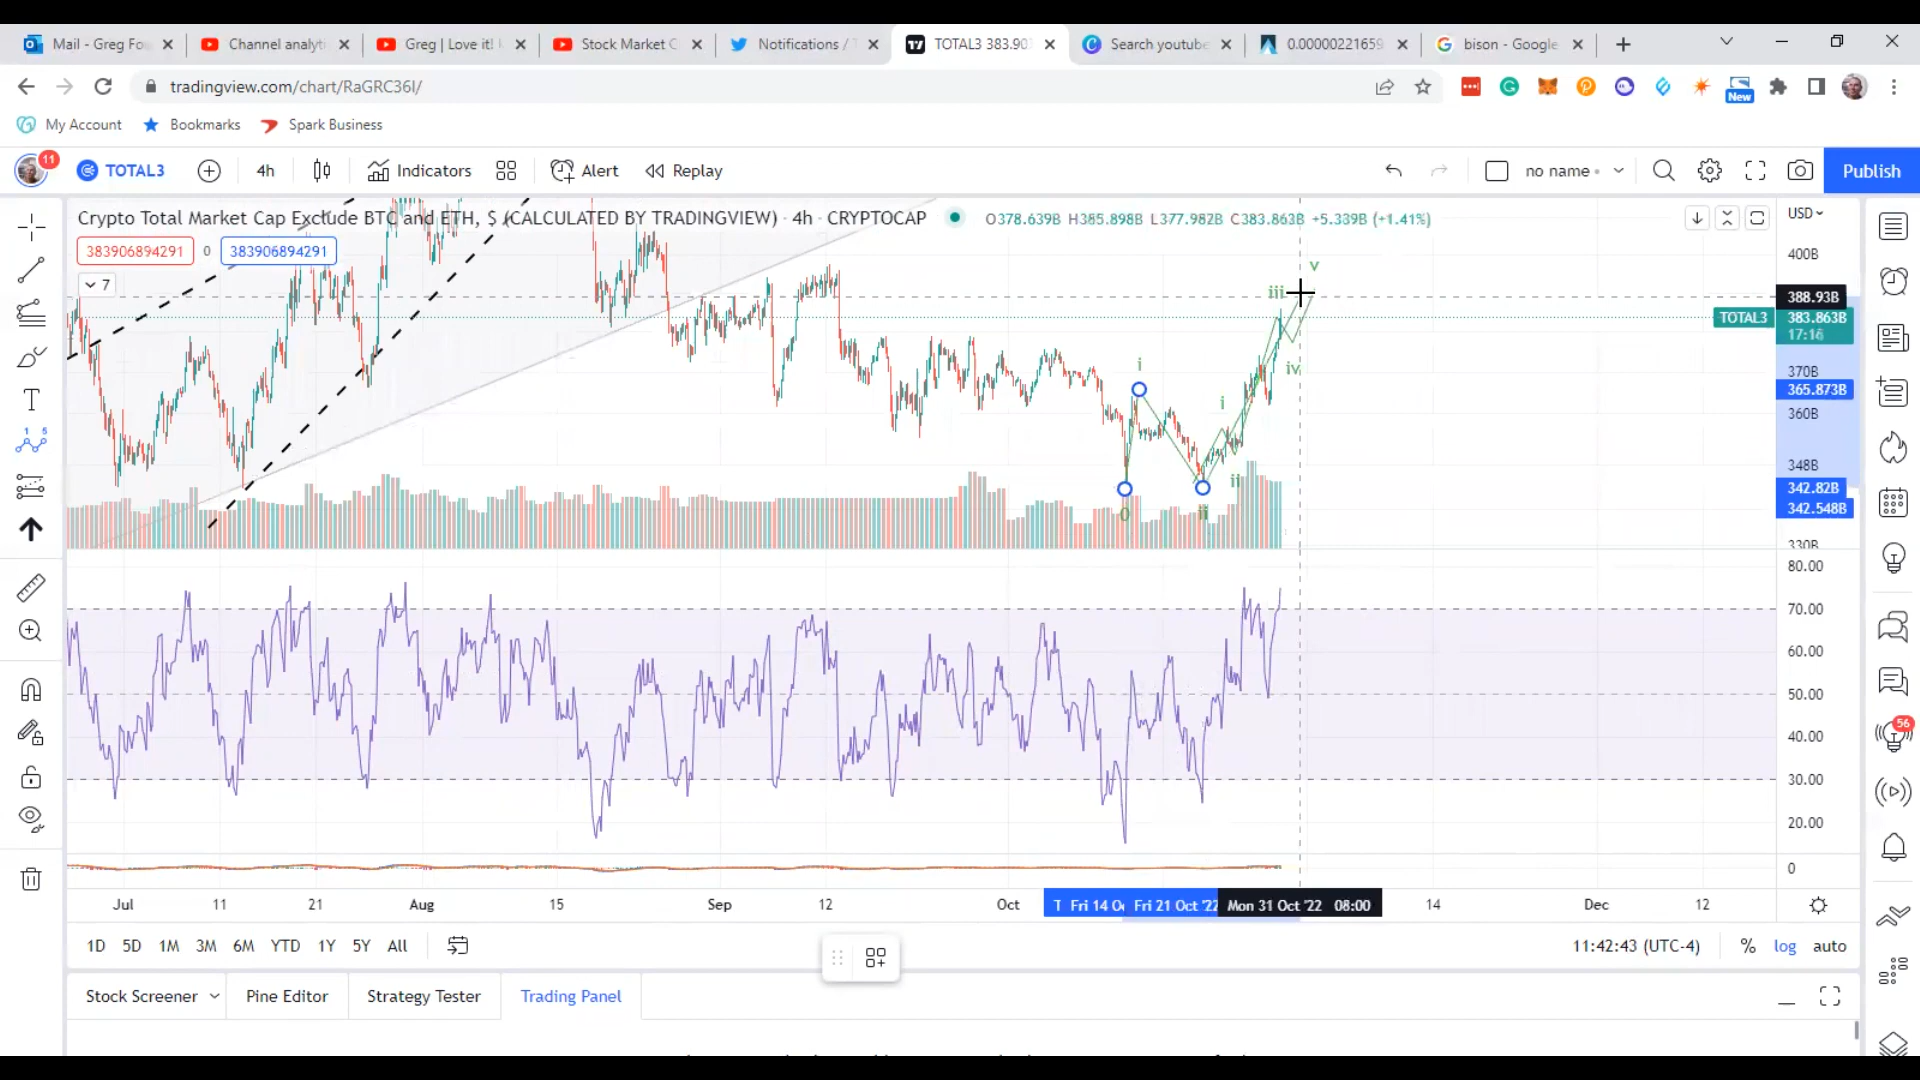 Mail - Greg Fo
Channel analyti
Greg | Love it!
Stock Market C
Notifications / T
TOTAL3 383.903
Search youtube
0.00000221659
bison - Google
tradingview.com/chart/RaGRC36I/
New
My Account
Bookmarks
Spark Business
11
TOTAL3
4h
Indicators
Alert
Replay
no name
Publish
Crypto Total Market Cap Exclude BTC and ETH, $ (CALCULATED BY TRADINGVIEW) · 4h · CRYPTOCAP
O378.639B H385.898B L377.982B C383.863B +5.339B (+1.41%)
USD
383906894291 0 383906894291
7
400B
388.93B
TOTAL3 383.863B
17:16
370B
365.873B
360B
348B
342.82B
342.548B
330B
v
iii
iv
i
i
ii
0
ii
80.00
70.00
60.00
50.00
40.00
30.00
20.00
0
56
Jul 11 21 Aug 15 Sep 12 Oct
Fri 14 Oc
Fri 21 Oct '22
Mon 31 Oct '22 08:00
14 Dec 12
1D 5D 1M 3M 6M YTD 1Y 5Y All
11:42:43 (UTC-4)
% log auto
Stock Screener
Pine Editor
Strategy Tester
Trading Panel